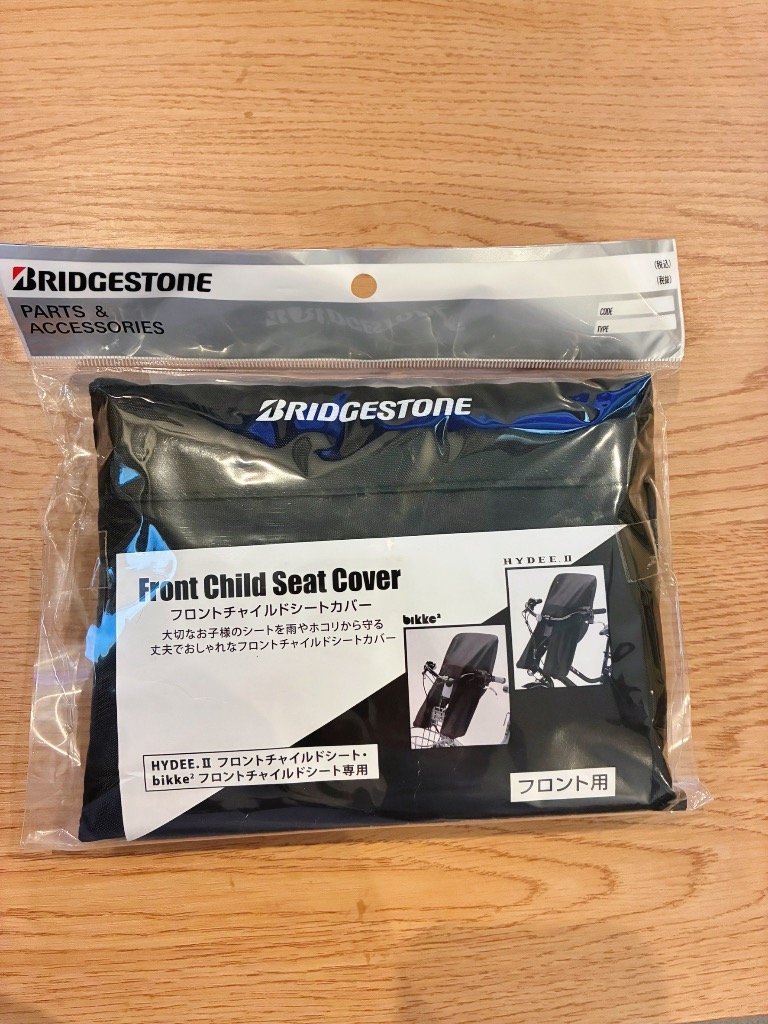 BRIDGESTONE
PARTS &
ACCESSORIES
(税込)
(税抜)
CODE
TYPE
BRIDGESTONE
Front Child Seat Cover
フロントチャイルドシートカバー
大切なお子様のシートを雨やホコリから守る
丈夫でおしゃれなフロントチャイルドシートカバー
HYDEE.Ⅱ
bikke²
HYDEE.Ⅱ フロントチャイルドシート・
bikke² フロントチャイルドシート専用
フロント用